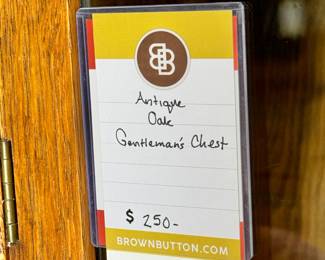 BB
Antique
Oak
Gentleman's Chest
$ 250-
BROWNBUTTON.COM